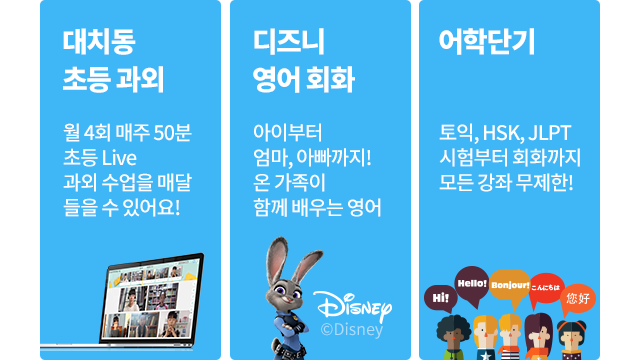 대치동
초등 과외
월 4회 매주 50분
초등 Live
과외 수업을 매달
들을 수 있어요!
디즈니
영어 회화
아이부터
엄마, 아빠까지!
온 가족이
함께 배우는 영어
Disney
©Disney
어학단기
토익, HSK, JLPT
시험부터 회화까지
모든 강좌 무제한!
Hi!
Hello!
Bonjour!
こんにちは
您好